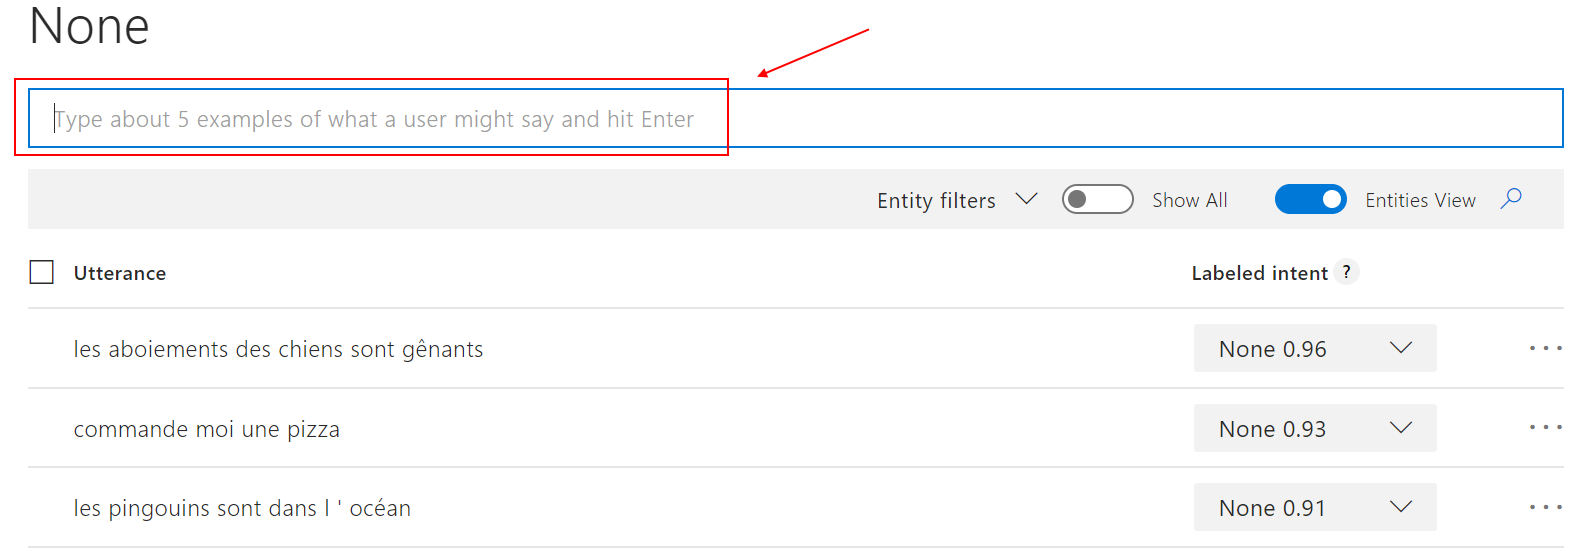 None
Type about 5 examples of what a user might say and hit Enter
Entity filters Show All Entities View
Utterance Labeled intent ?
les aboiements des chiens sont gênants None 0.96
commande moi une pizza None 0.93
les pingouins sont dans l ' océan None 0.91